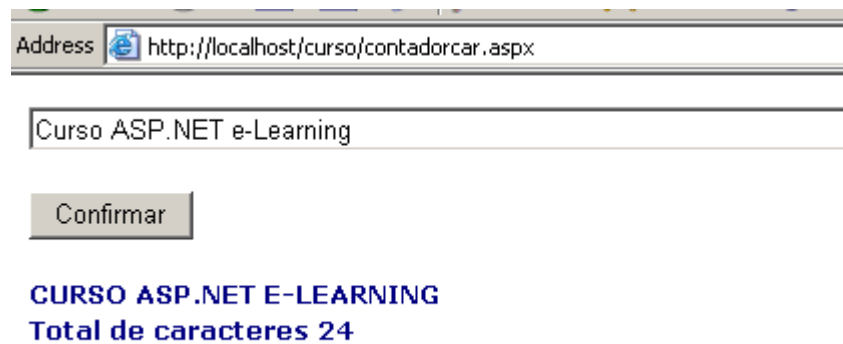 Address http://localhost/curso/contadorcar.aspx
Curso ASP.NET e-Learning
Confirmar
CURSO ASP.NET E-LEARNING
Total de caracteres 24